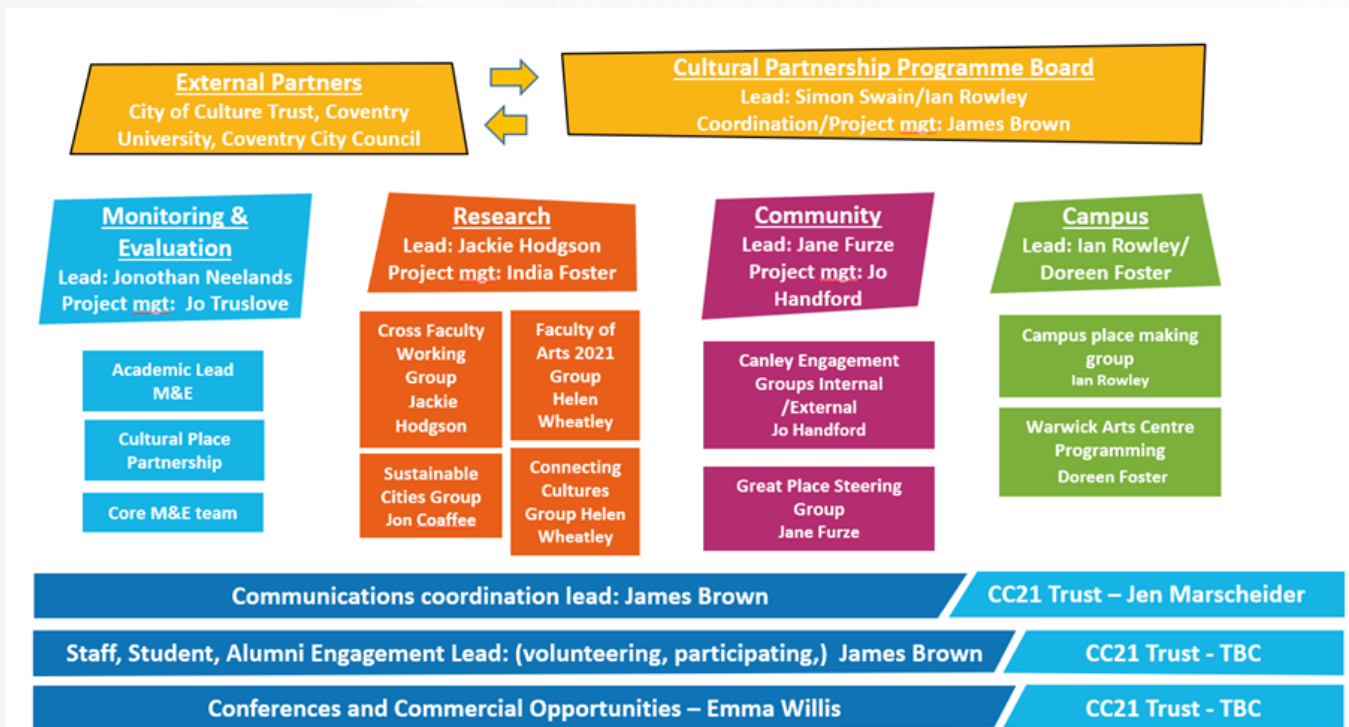 External Partners
City of Culture Trust, Coventry
University, Coventry City Council
Cultural Partnership Programme Board
Lead: Simon Swain/Ian Rowley
Coordination/Project mgt: James Brown
Monitoring &
Evaluation
Lead: Jonothan Neelands
Project mgt: Jo Truslove
Academic Lead
M&E
Cultural Place
Partnership
Core M&E team
Research
Lead: Jackie Hodgson
Project mgt: India Foster
Cross Faculty
Working
Group
Jackie
Hodgson
Faculty of
Arts 2021
Group
Helen
Wheatley
Sustainable
Cities Group
Jon Coaffee
Connecting
Cultures
Group Helen
Wheatley
Community
Lead: Jane Furze
Project mgt: Jo
Handford
Canley Engagement
Groups Internal
/External
Jo Handford
Great Place Steering
Group
Jane Furze
Campus
Lead: Ian Rowley/
Doreen Foster
Campus place making
group
Ian Rowley
Warwick Arts Centre
Programming
Doreen Foster
Communications coordination lead: James Brown
CC21 Trust – Jen Marscheider
Staff, Student, Alumni Engagement Lead: (volunteering, participating,) James Brown
CC21 Trust - TBC
Conferences and Commercial Opportunities – Emma Willis
CC21 Trust - TBC